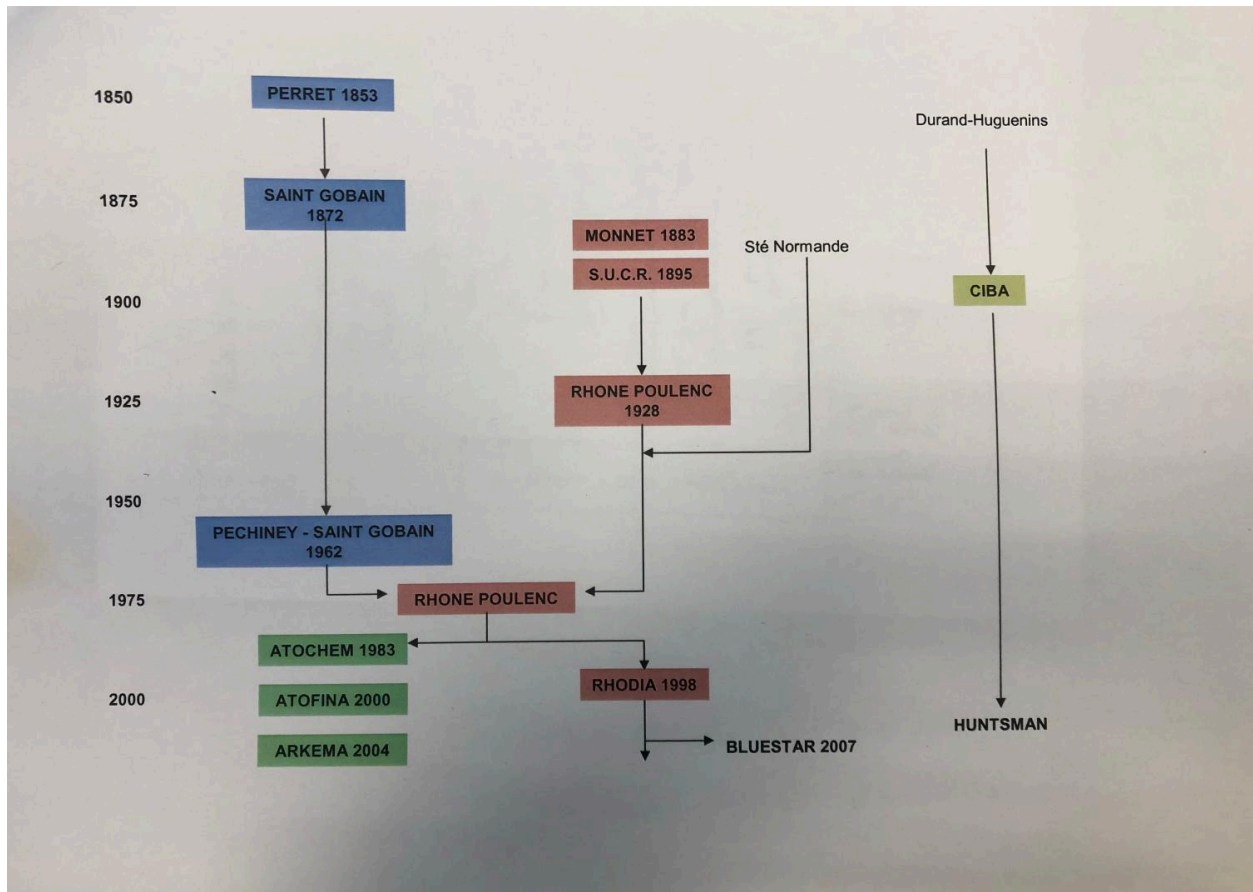 1850
PERRET 1853
Durand-Huguenins
1875
SAINT GOBAIN
1872
MONNET 1883
Sté Normande
S.U.C.R. 1895
1900
CIBA
RHONE POULENC
1928
1925
1950
PECHINEY - SAINT GOBAIN
1962
1975
RHONE POULENC
ATOCHEM 1983
RHODIA 1998
2000
ATOFINA 2000
HUNTSMAN
ARKEMA 2004
BLUESTAR 2007